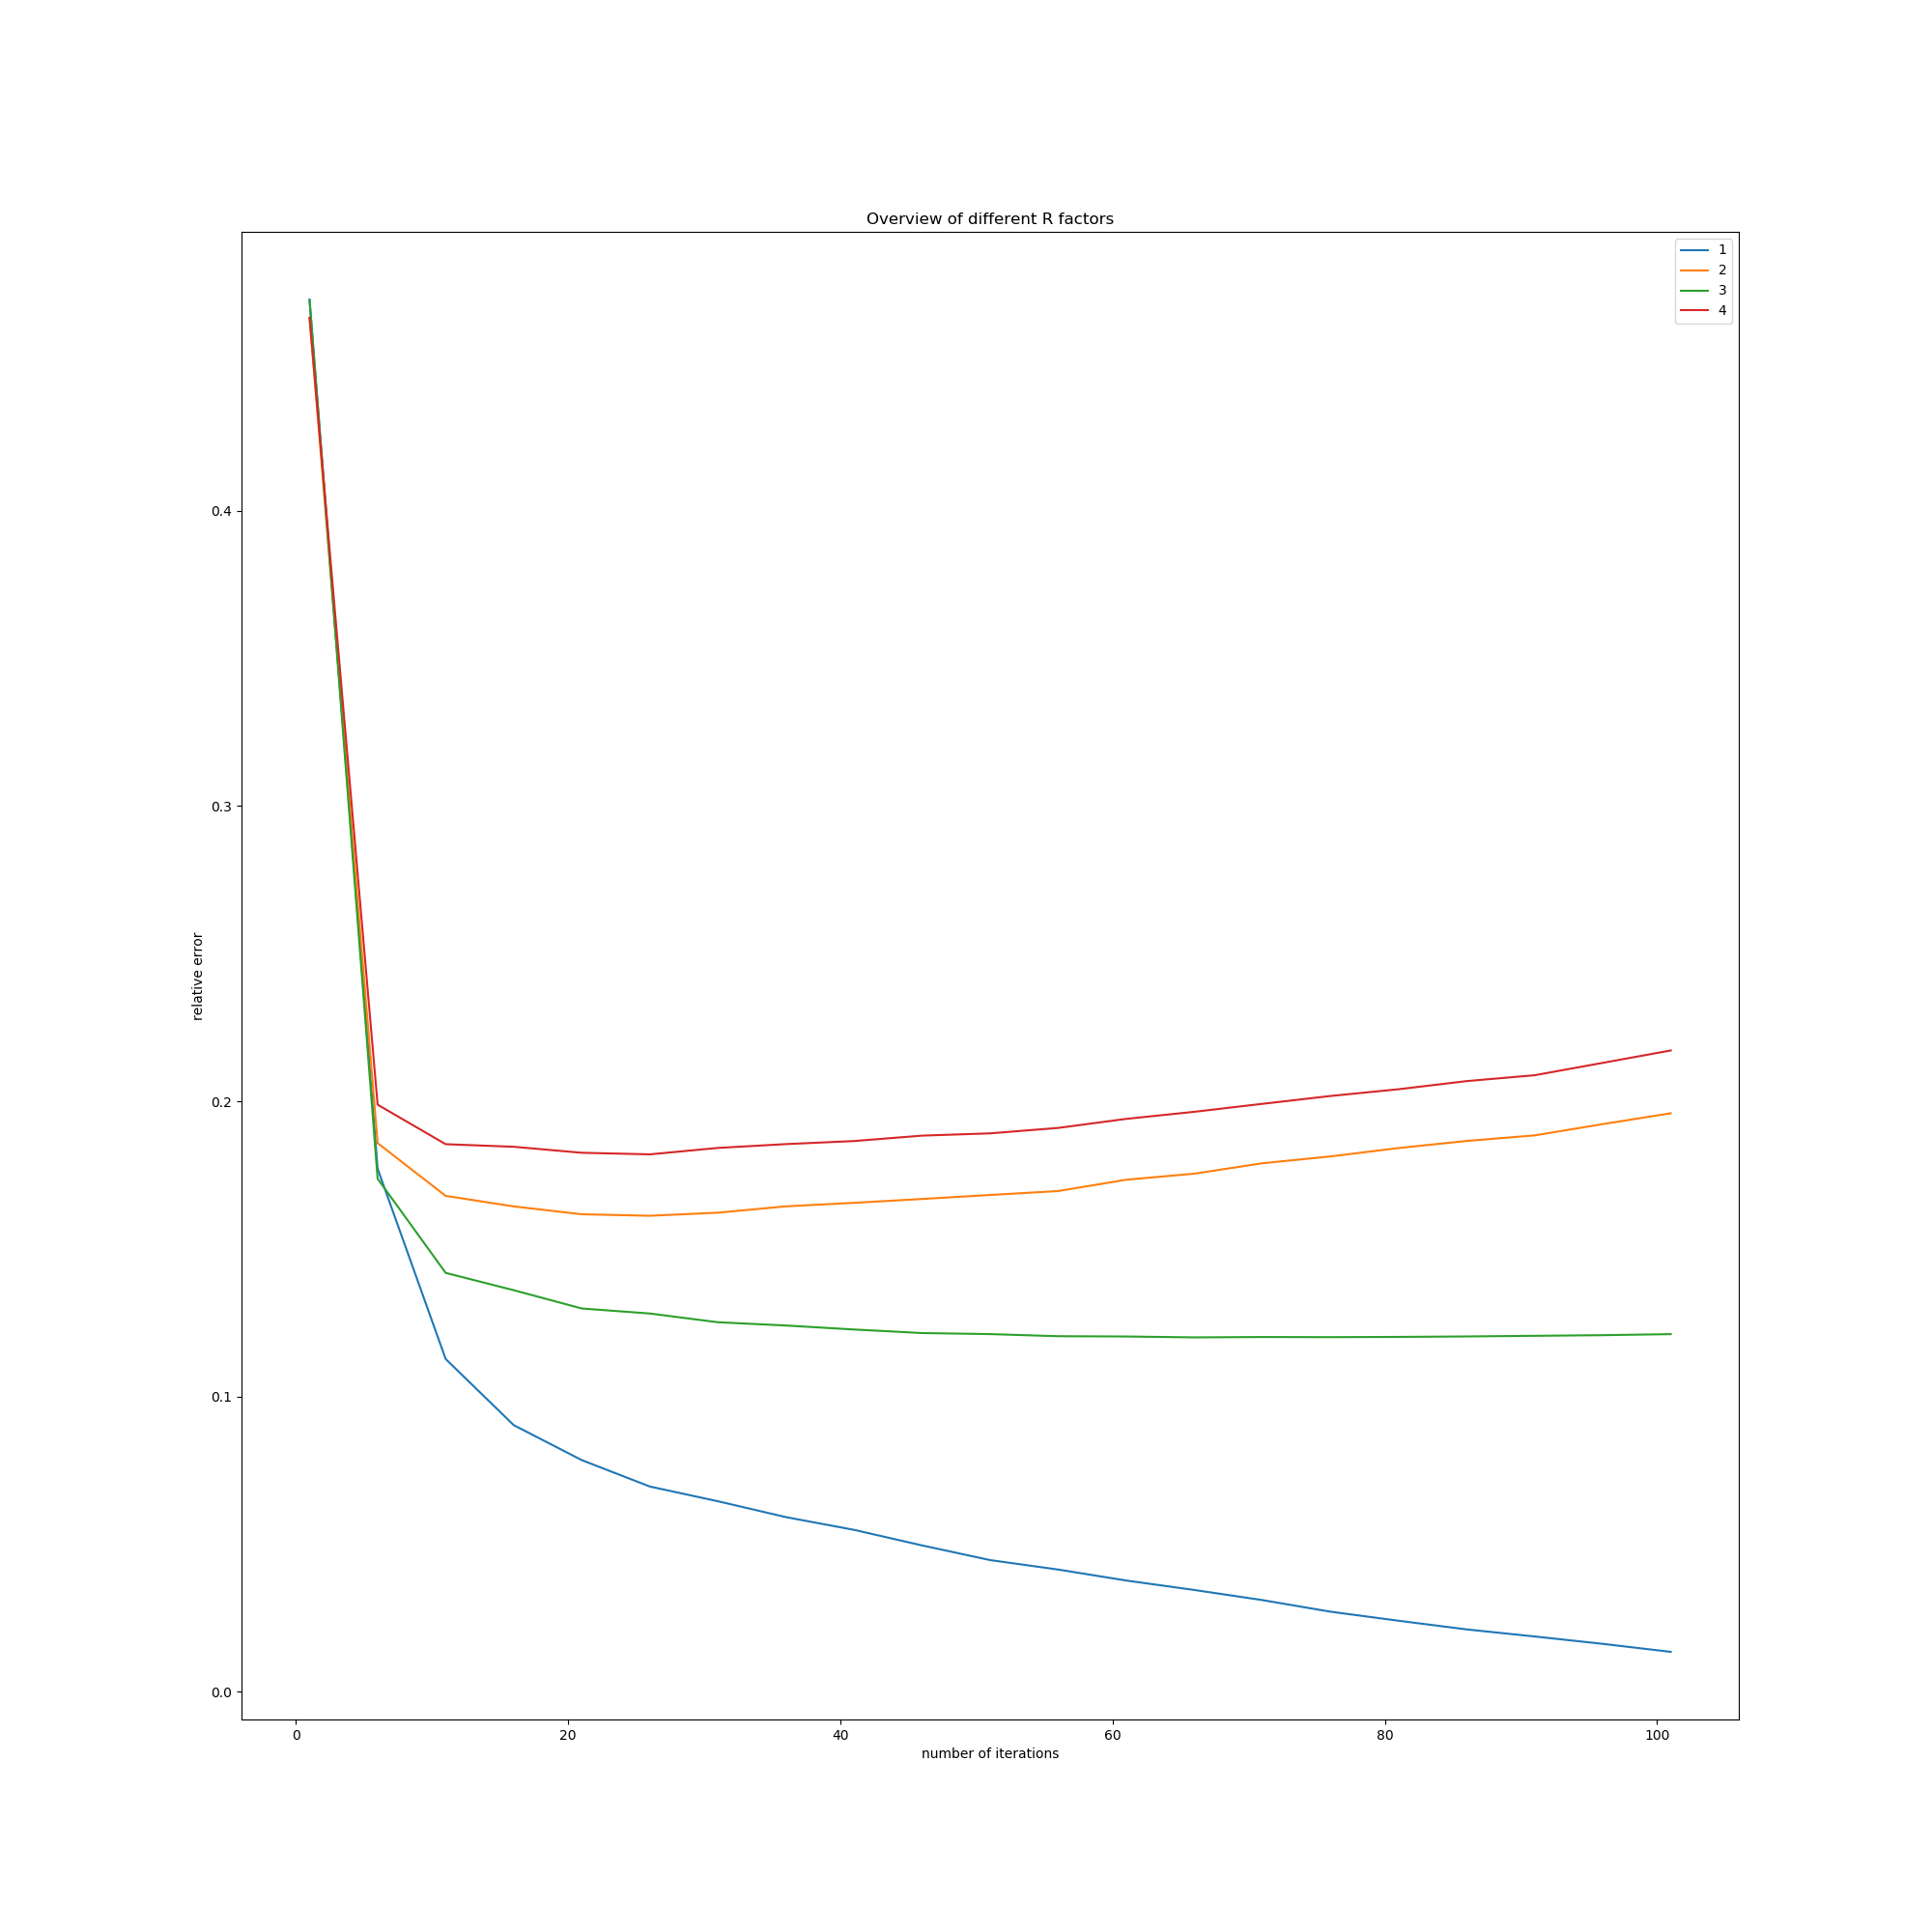 Overview of different R factors
1
2
3
4
0.4
0.3
relative error
0.2
0.1
0.0
0 20 40 60 80 100
number of iterations